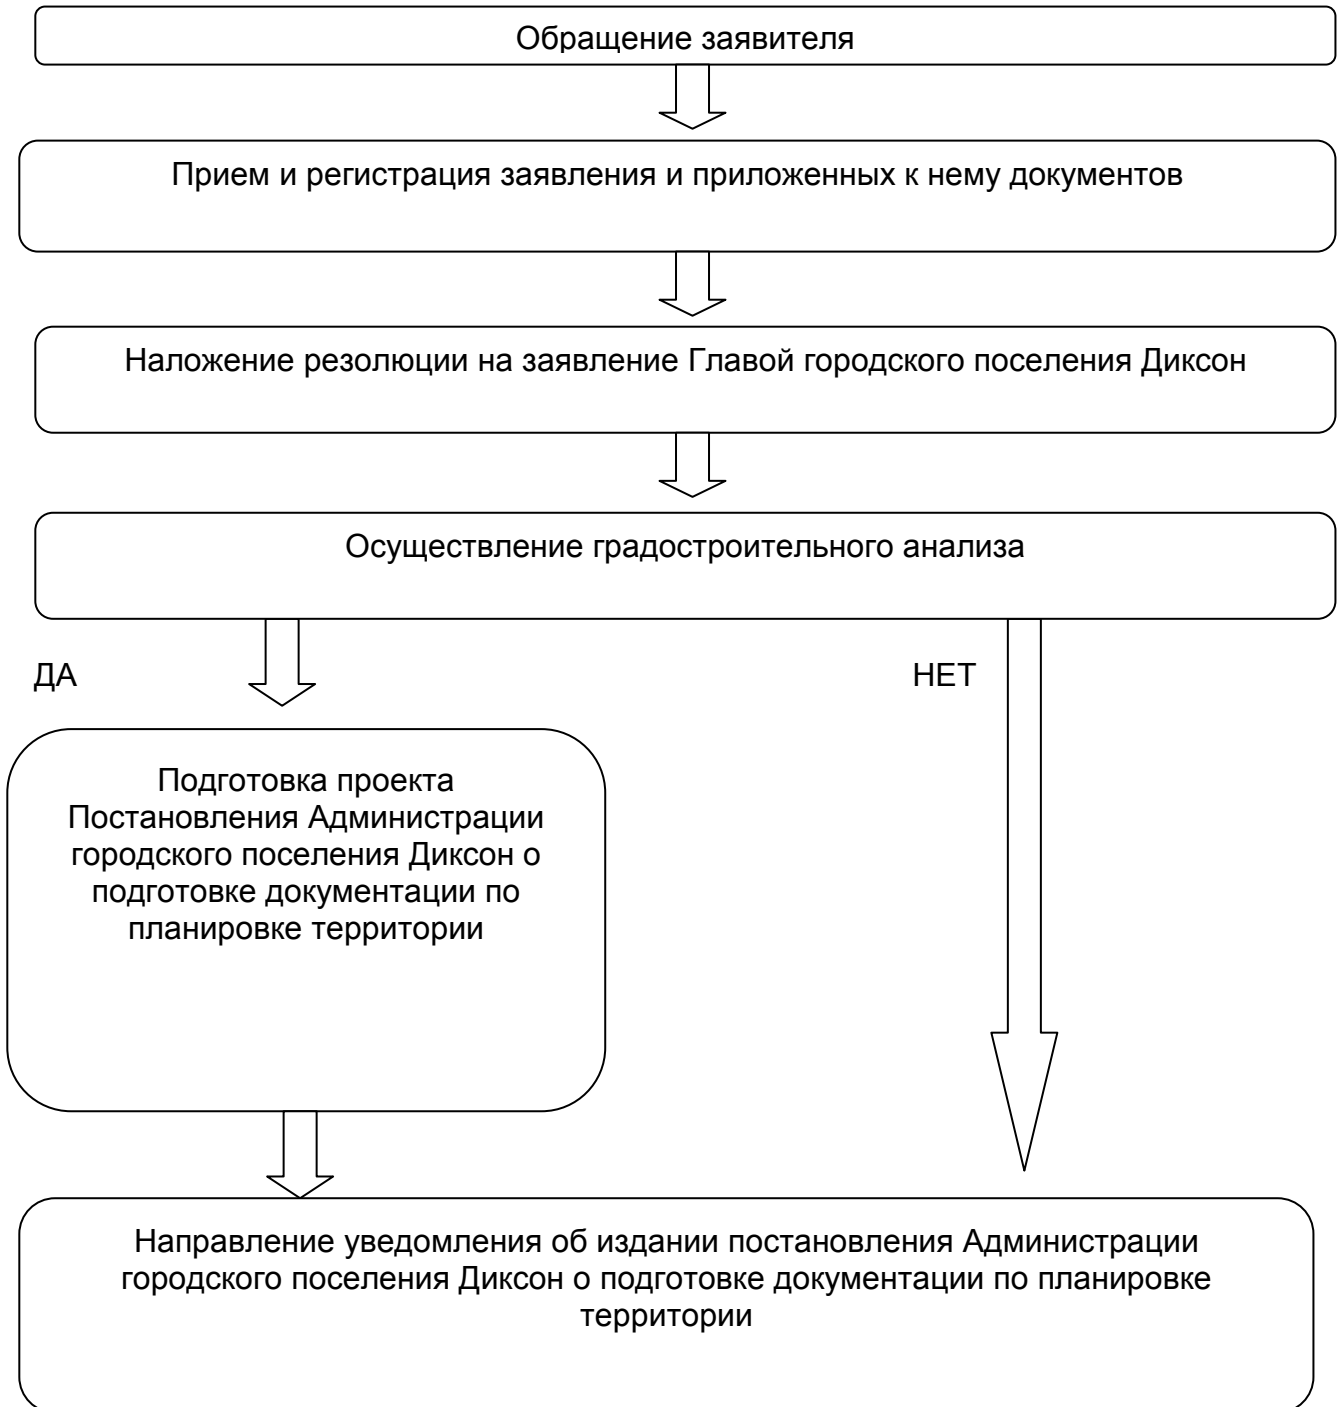 Обращение заявителя
Прием и регистрация заявления и приложенных к нему документов
Наложение резолюции на заявление Главой городского поселения Диксон
Осуществление градостроительного анализа
ДА
НЕТ
Подготовка проекта
Постановления Администрации
городского поселения Диксон о
подготовке документации по
планировке территории
Направление уведомления об издании постановления Администрации
городского поселения Диксон о подготовке документации по планировке
территории